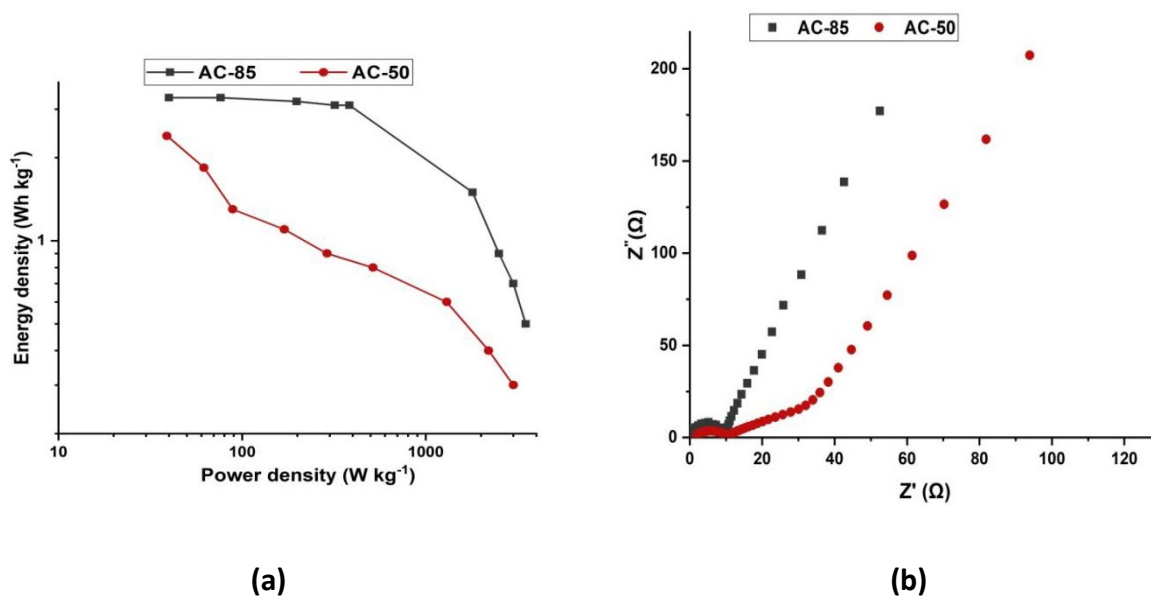 AC-85 AC-50
Energy density (Wh kg⁻¹)
1
10 100 1000
Power density (W kg⁻¹)
(a)
AC-85 AC-50
Z''(Ω)
200
150
100
50
0
0 20 40 60 80 100 120
Z' (Ω)
(b)